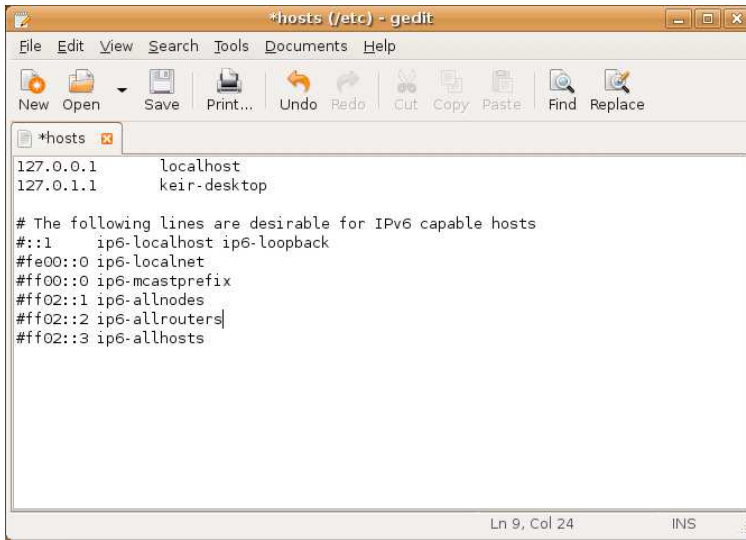 *hosts (/etc) - gedit
File Edit View Search Tools Documents Help
New Open Save Print... Undo Redo Cut Copy Paste Find Replace
*hosts
127.0.0.1 localhost
127.0.1.1 keir-desktop
# The following lines are desirable for IPv6 capable hosts
#::1 ip6-localhost ip6-loopback
#fe00::0 ip6-localnet
#ff00::0 ip6-mcastprefix
#ff02::1 ip6-allnodes
#ff02::2 ip6-allrouters
#ff02::3 ip6-allhosts
Ln 9, Col 24 INS